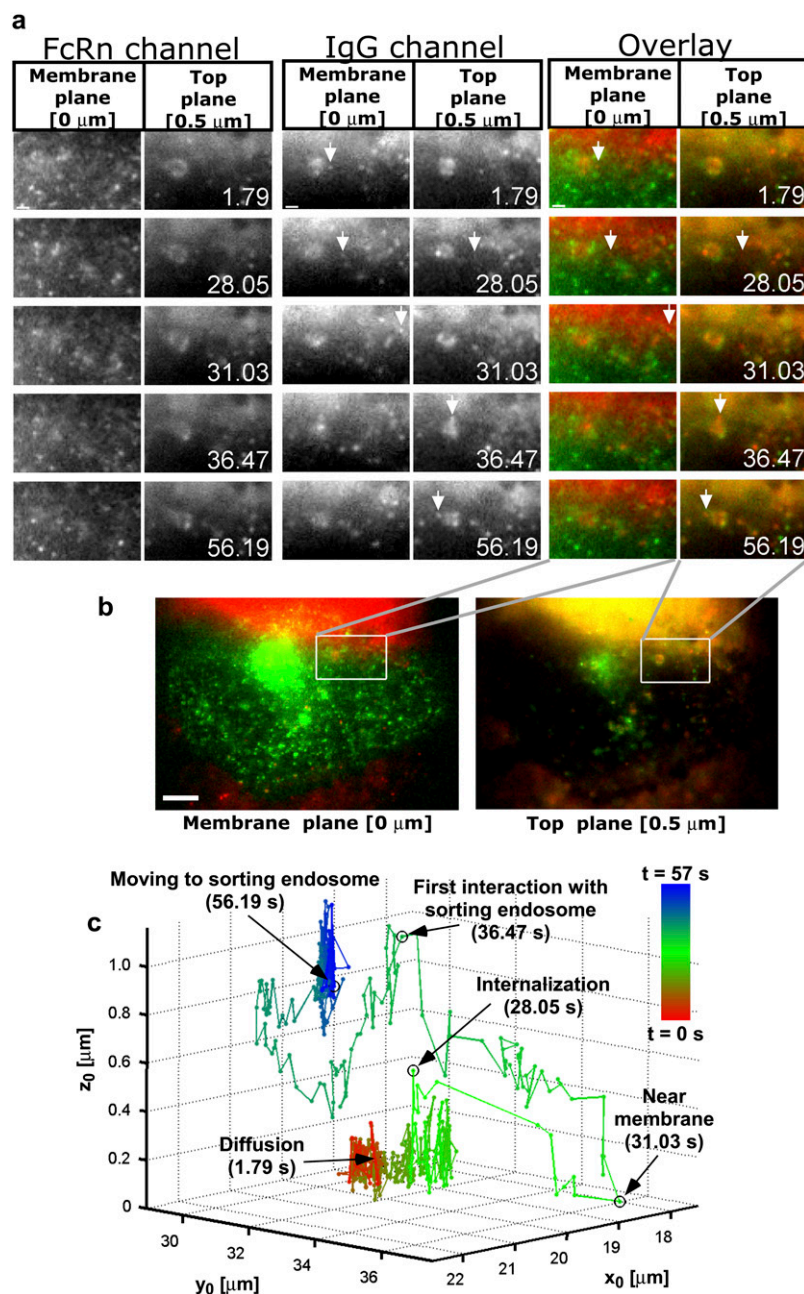 a
FcRn channel IgG channel Overlay
Membrane plane [0 μm] Top plane [0.5 μm] Membrane plane [0 μm] Top plane [0.5 μm] Membrane plane [0 μm] Top plane [0.5 μm]
1.79 1.79 1.79
28.05 28.05 28.05
31.03 31.03 31.03
36.47 36.47 36.47
56.19 56.19 56.19
b
Membrane plane [0 μm] Top plane [0.5 μm]
c
Moving to sorting endosome
(56.19 s)
First interaction with
sorting endosome
(36.47 s)
t = 57 s
t = 0 s
Internalization
(28.05 s)
Near
membrane
(31.03 s)
Diffusion
(1.79 s)
z0 [μm]
1.0
0.8
0.6
0.4
0.2
0
30 32 34 36
y0 [μm]
22 21 20 19 18
x0 [μm]